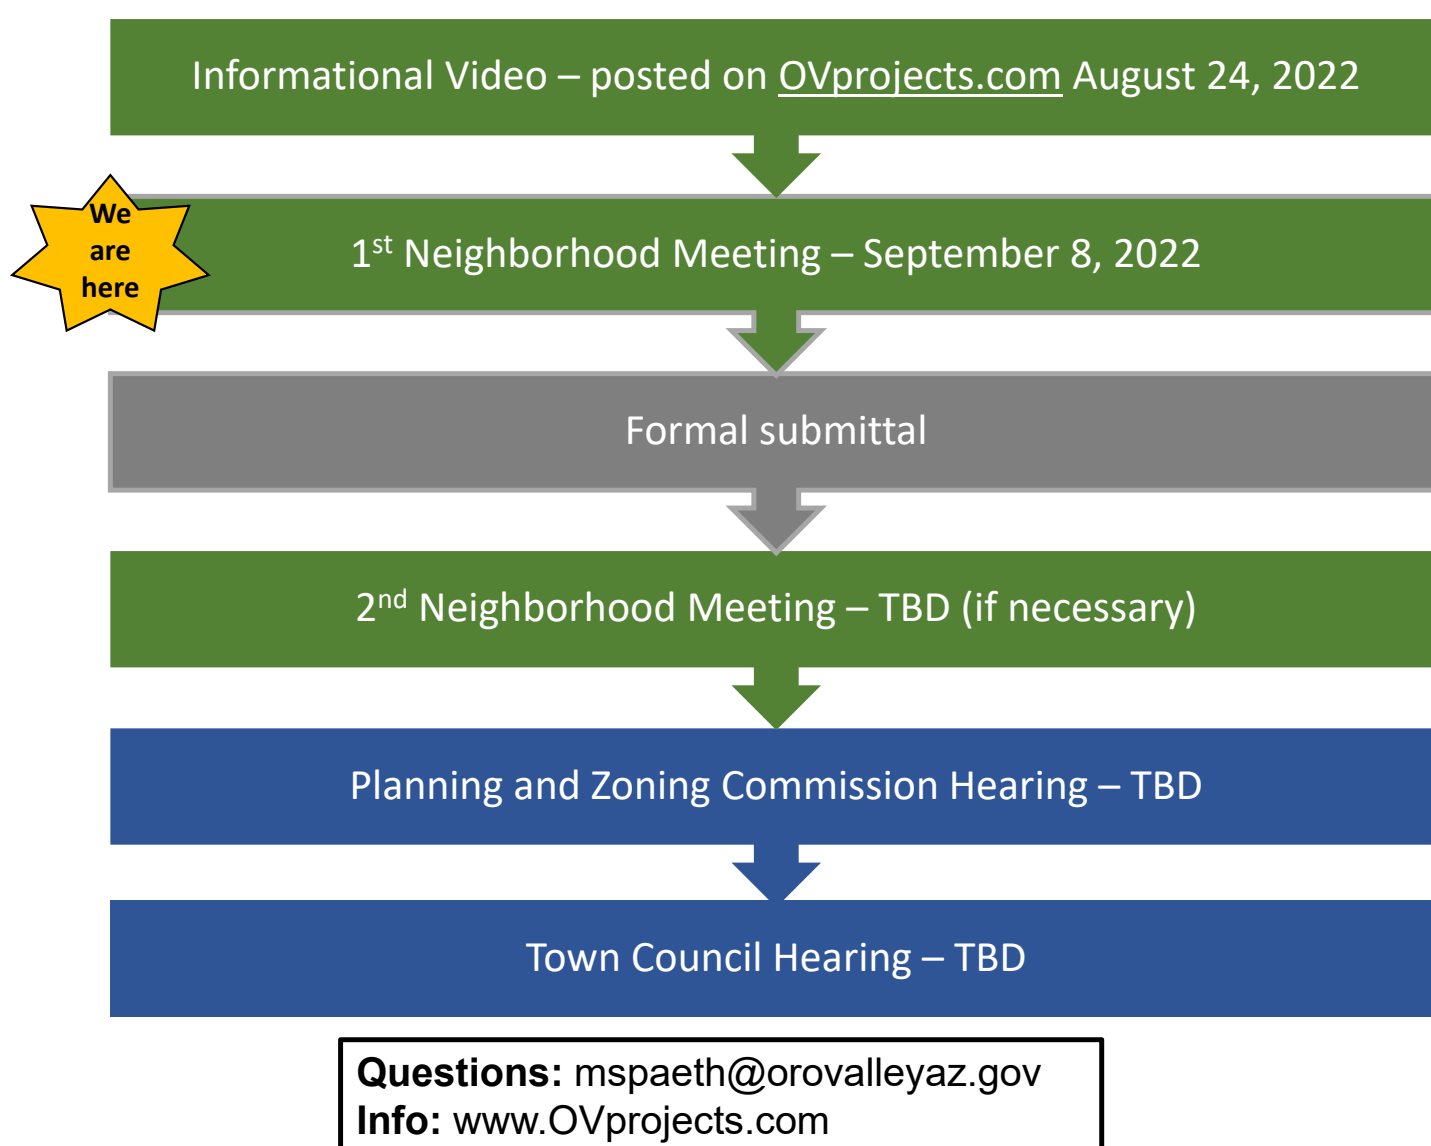 Informational Video – posted on OVprojects.com August 24, 2022
We
are
here
1st Neighborhood Meeting – September 8, 2022
Formal submittal
2nd Neighborhood Meeting – TBD (if necessary)
Planning and Zoning Commission Hearing – TBD
Town Council Hearing – TBD
Questions: mspaeth@orovalleyaz.gov
Info: www.OVprojects.com